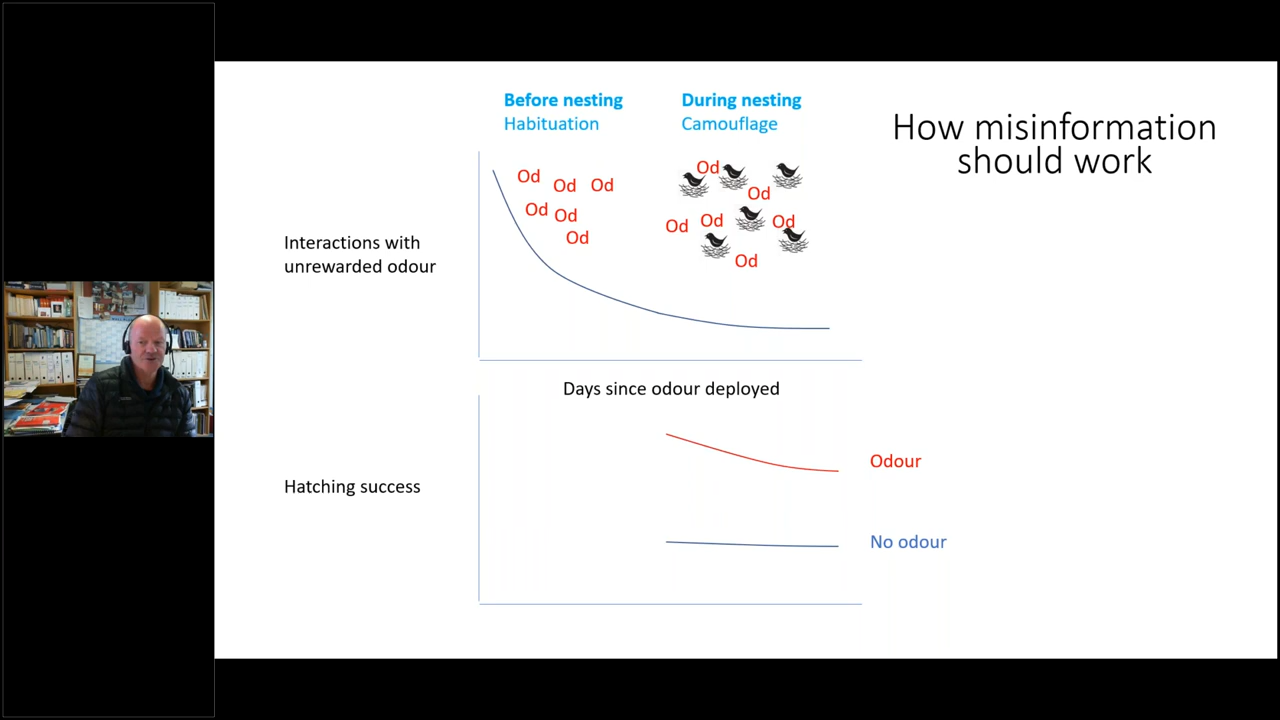 How misinformation
should work
Before nesting
Habituation
During nesting
Camouflage
Od
Od
Od
Od
Od
Od
Od
Od
Od
Od
Od
Od
Interactions with
unrewarded odour
Days since odour deployed
Hatching success
Odour
No odour